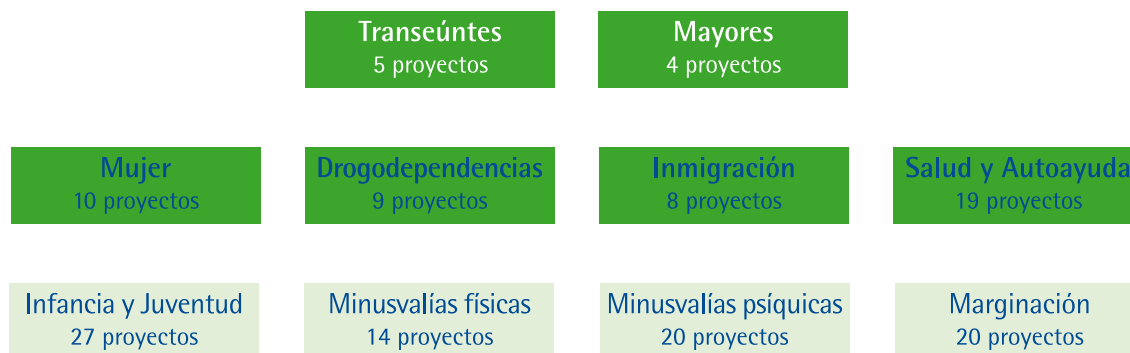 Transeúntes
5 proyectos
Mayores
4 proyectos
Mujer
10 proyectos
Drogodependencias
9 proyectos
Inmigración
8 proyectos
Salud y Autoayuda
19 proyectos
Infancia y Juventud
27 proyectos
Minusvalías físicas
14 proyectos
Minusvalías psíquicas
20 proyectos
Marginación
20 proyectos